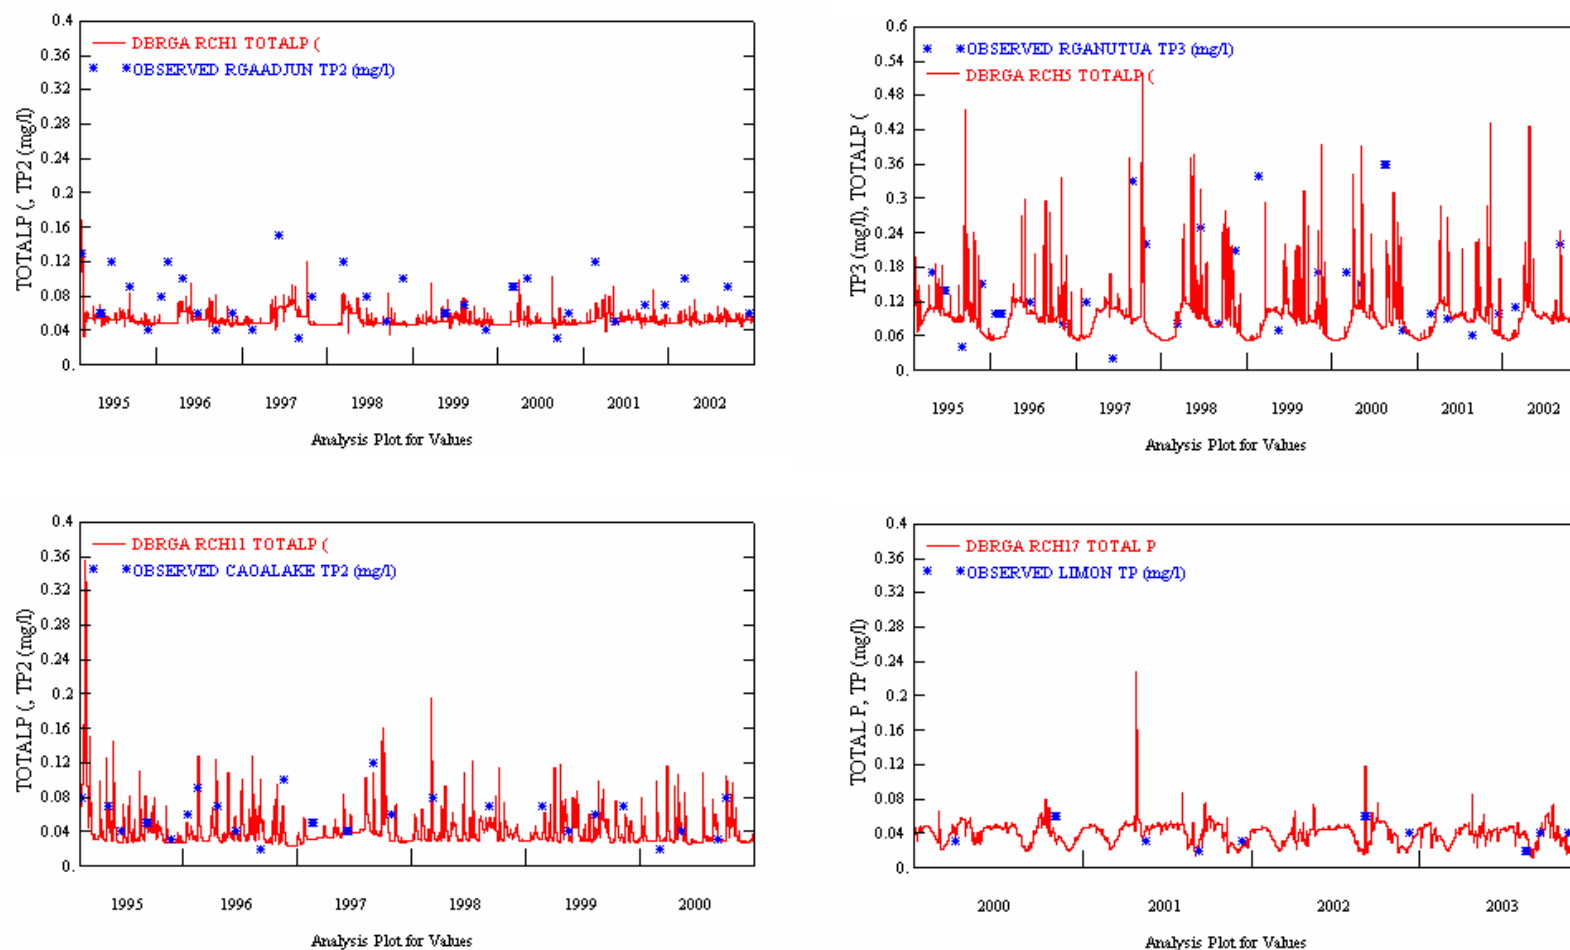 0.4
DBRGA RCH1 TOTALP (
0.36
OBSERVED RGAADJUN TP2 (mg/l)
0.32
0.28
0.24
0.2
0.16
0.12
0.08
0.04
0.
TOTALP (, TP2 (mg/l)
1995 1996 1997 1998 1999 2000 2001 2002
Analysis Plot for Values
0.6
OBSERVED RGANUTUA TP3 (mg/l)
0.54
DBRGA RCH5 TOTALP (
0.48
0.42
0.36
0.3
0.24
0.18
0.12
0.06
0.
TP3 (mg/l), TOTALP (
1995 1996 1997 1998 1999 2000 2001 2002
Analysis Plot for Values
0.4
DBRGA RCH11 TOTALP (
0.36
OBSERVED CAOALAKE TP2 (mg/l)
0.32
0.28
0.24
0.2
0.16
0.12
0.08
0.04
0.
TOTALP (, TP2 (mg/l)
1995 1996 1997 1998 1999 2000
Analysis Plot for Values
0.4
DBRGA RCH17 TOTAL P
0.36
OBSERVED LIMON TP (mg/l)
0.32
0.28
0.24
0.2
0.16
0.12
0.08
0.04
0.
TOTAL P, TP (mg/l)
2000 2001 2002 2003
Analysis Plot for Values